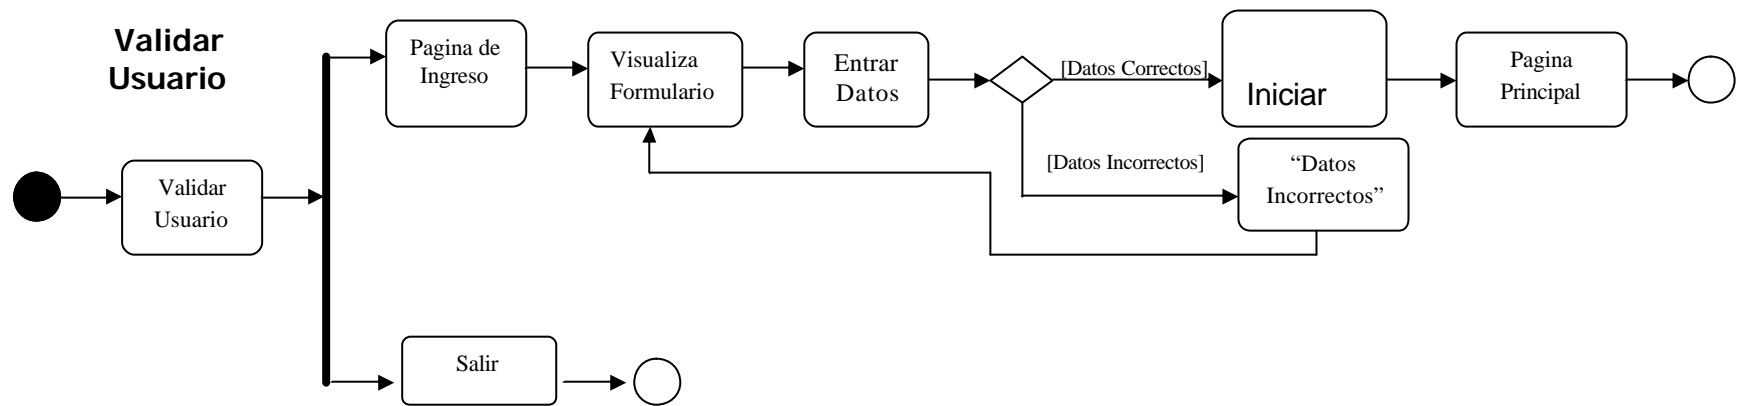 Validar
Usuario
Pagina de
Ingreso
Visualiza
Formulario
Entrar
Datos
[Datos Correctos]
Iniciar
Pagina
Principal
[Datos Incorrectos]
“Datos
Incorrectos”
Validar
Usuario
Salir